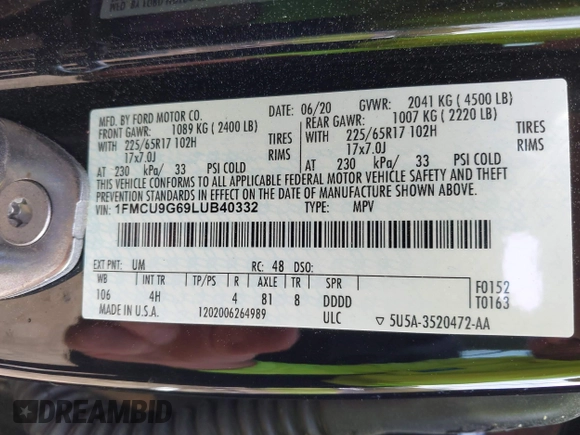 MFD. BY FORD MOTOR CO.
MFD. BY FORD MOTOR CO. DATE: 06/20 GVWR: 2041 KG ( 4500 LB)
FRONT GAWR: 1089 KG ( 2400 LB) REAR GAWR: 1007 KG ( 2220 LB)
WITH 225/65R17 102H TIRES WITH 225/65R17 102H TIRES
17x7.0J RIMS 17x7.0J RIMS
AT 230 kPa/ 33 PSI COLD AT 230 kPa/ 33 PSI COLD
THIS VEHICLE CONFORMS TO ALL APPLICABLE FEDERAL MOTOR VEHICLE SAFETY AND THEFT
PREVENTION STANDARDS IN EFFECT ON THE DATE OF MANUFACTURE SHOWN ABOVE.
VIN: 1FMCU9G69LUB40332 TYPE: MPV
EXT PNT: UM RC: 48 DSO:
WB INT TR TP/PS R AXLE TR SPR
106 4H 4 81 8 DDDD
F0152
T0163
MADE IN U.S.A. 1202006264989 ULC ▽ 5U5A-3520472-AA
DREAMBID